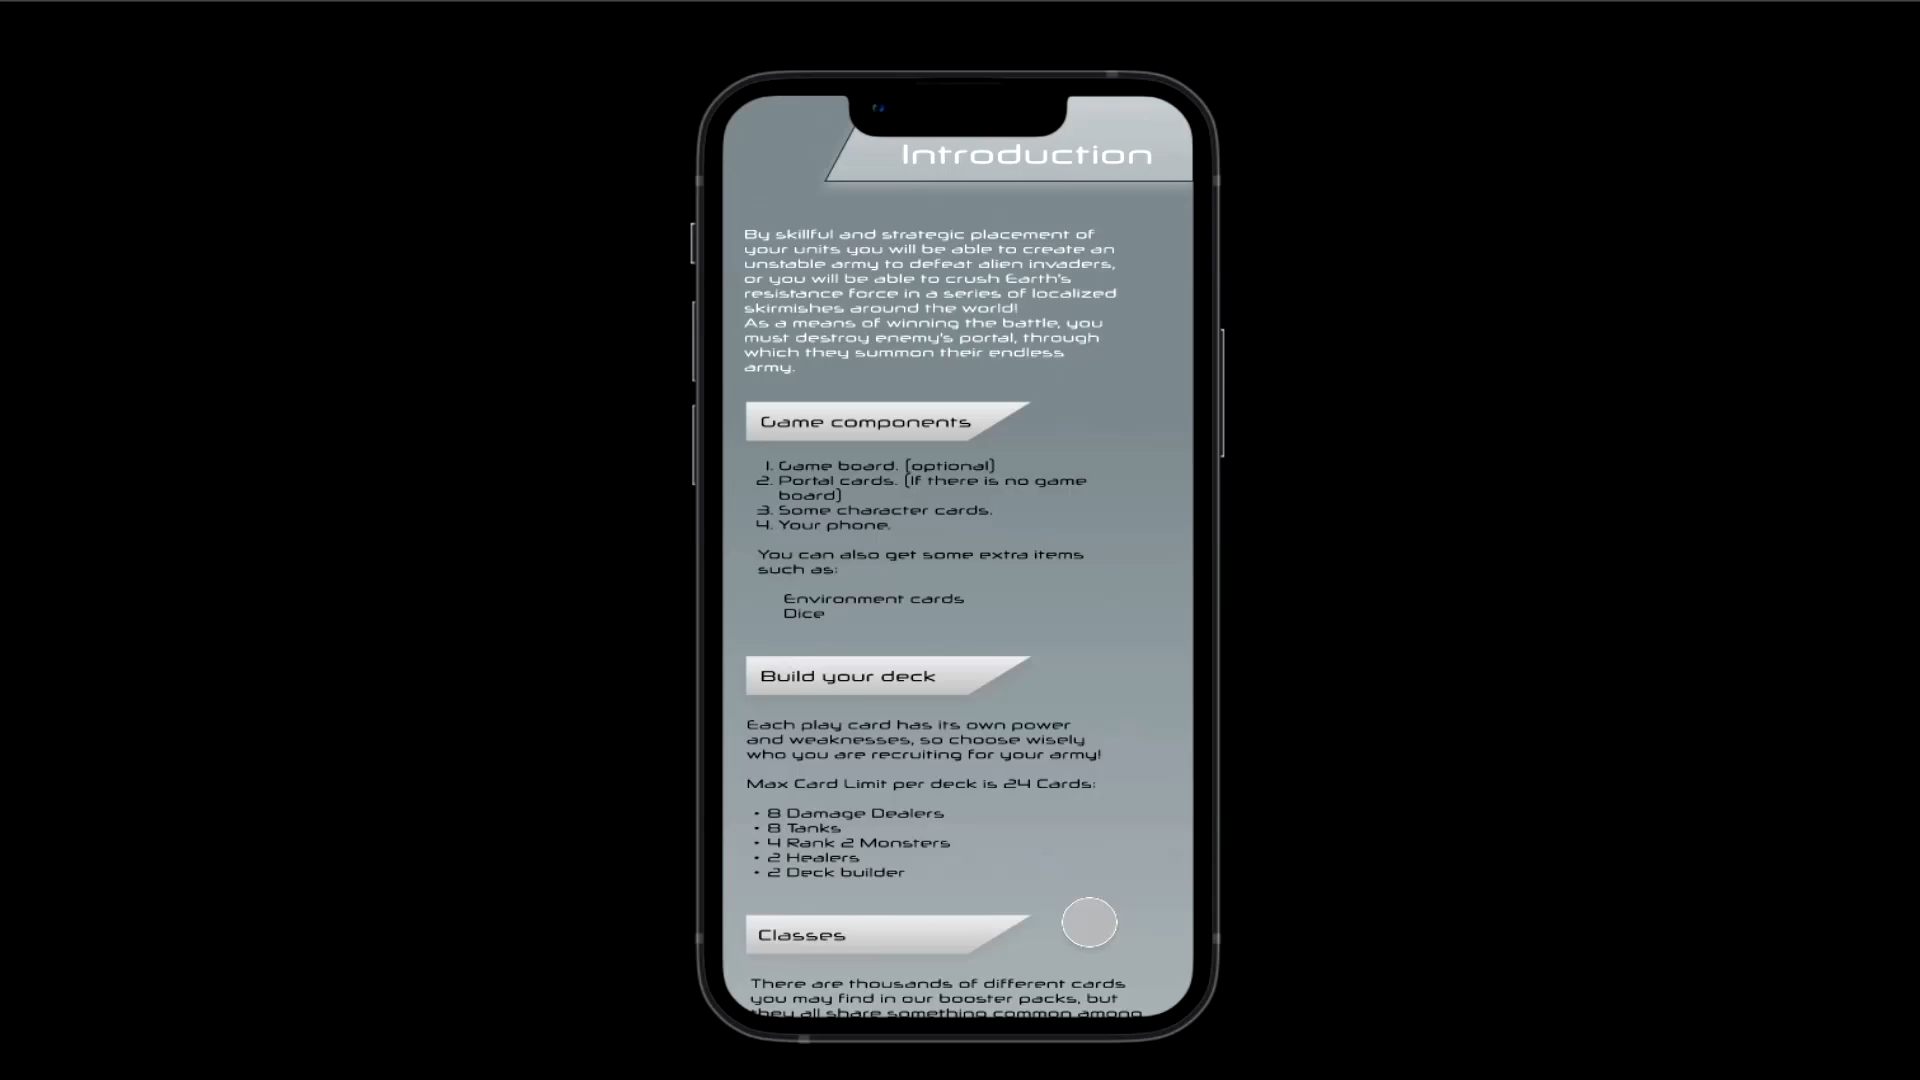 Introduction
By skillful and strategic placement of
your units you will be able to create an
unstable army to defeat alien invaders,
or you will be able to crush Earth's
resistance force in a series of localized
skirmishes around the world!
As a means of winning the battle, you
must destroy enemy's portal, through
which they summon their endless
army.
Game components
1. Game board. (optional)
2. Portal cards. (If there is no game
board)
3. Some character cards.
4. Your phone.
You can also get some extra items
such as:
Environment cards
Dice
Build your deck
Each play card has its own power
and weaknesses, so choose wisely
who you are recruiting for your army!
Max Card Limit per deck is 24 Cards:
• 8 Damage Dealers
• 8 Tanks
• 4 Rank 2 Monsters
• 2 Healers
• 2 Deck builder
Classes
There are thousands of different cards
you may find in our booster packs, but
they all share something common among